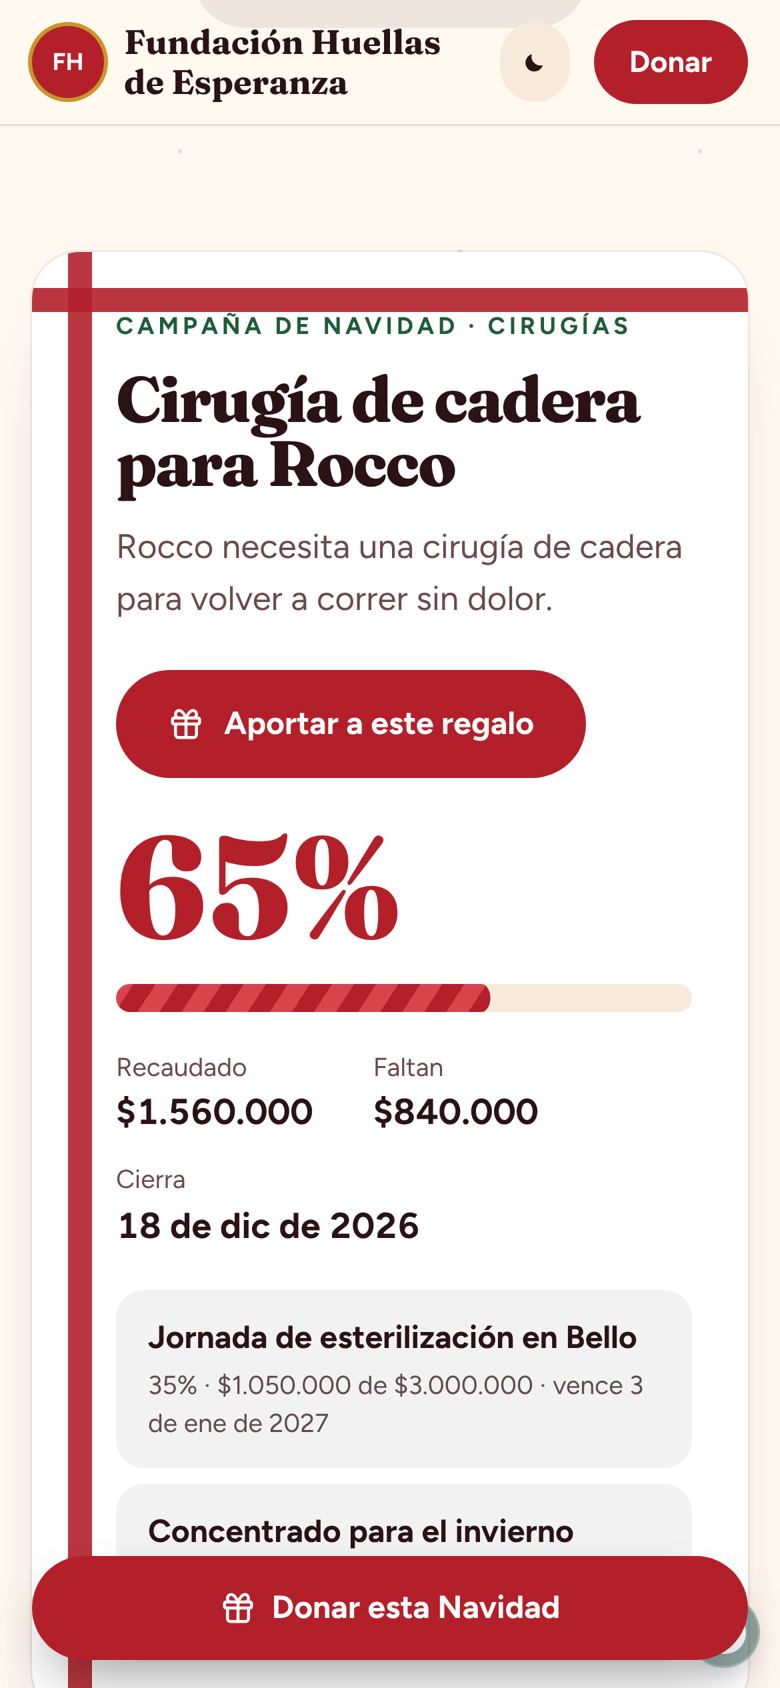 FH
Fundación Huellas
de Esperanza
Donar
CAMPAÑA DE NAVIDAD · CIRUGÍAS
Cirugía de cadera
para Rocco
Rocco necesita una cirugía de cadera
para volver a correr sin dolor.
Aportar a este regalo
65%
Recaudado
Faltan
$1.560.000
$840.000
Cierra
18 de dic de 2026
Jornada de esterilización en Bello
35% · $1.050.000 de $3.000.000 · vence 3
de ene de 2027
Concentrado para el invierno
Donar esta Navidad